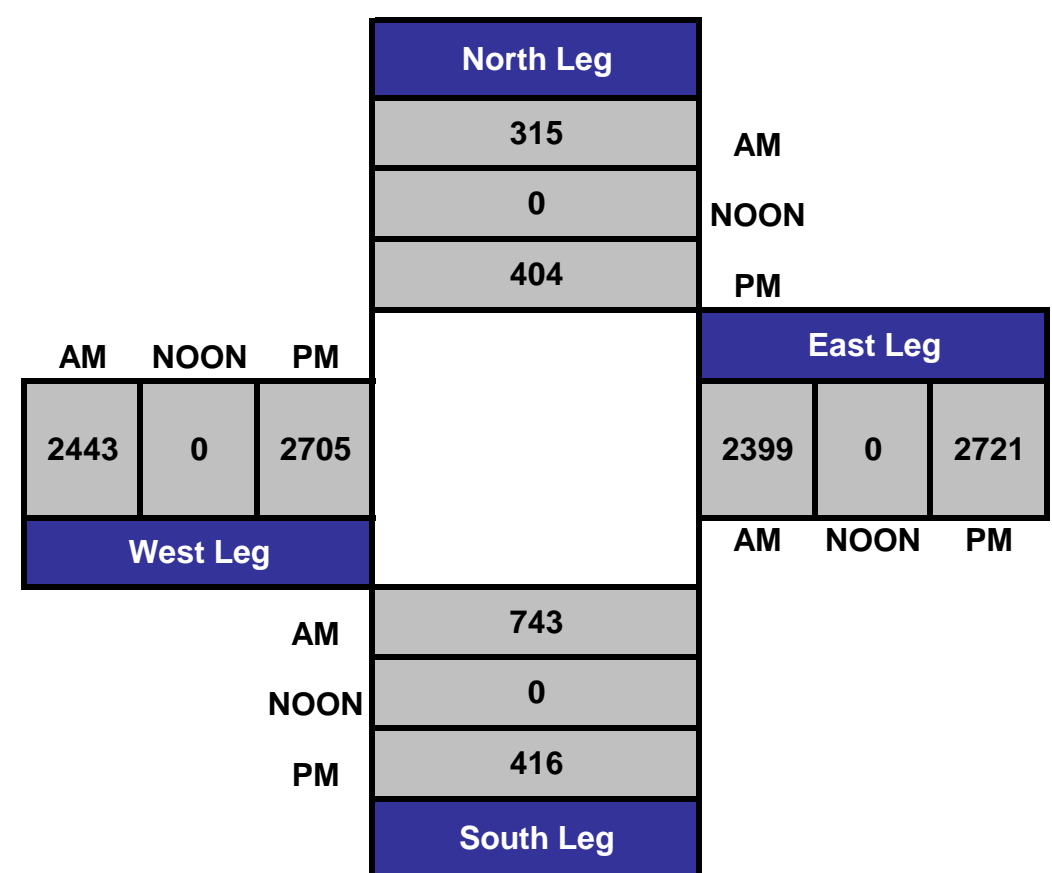 North Leg
315 AM
0 NOON
404 PM
East Leg
AM NOON PM
2443 0 2705 2399 0 2721
West Leg
AM NOON PM
AM 743
NOON 0
PM 416
South Leg